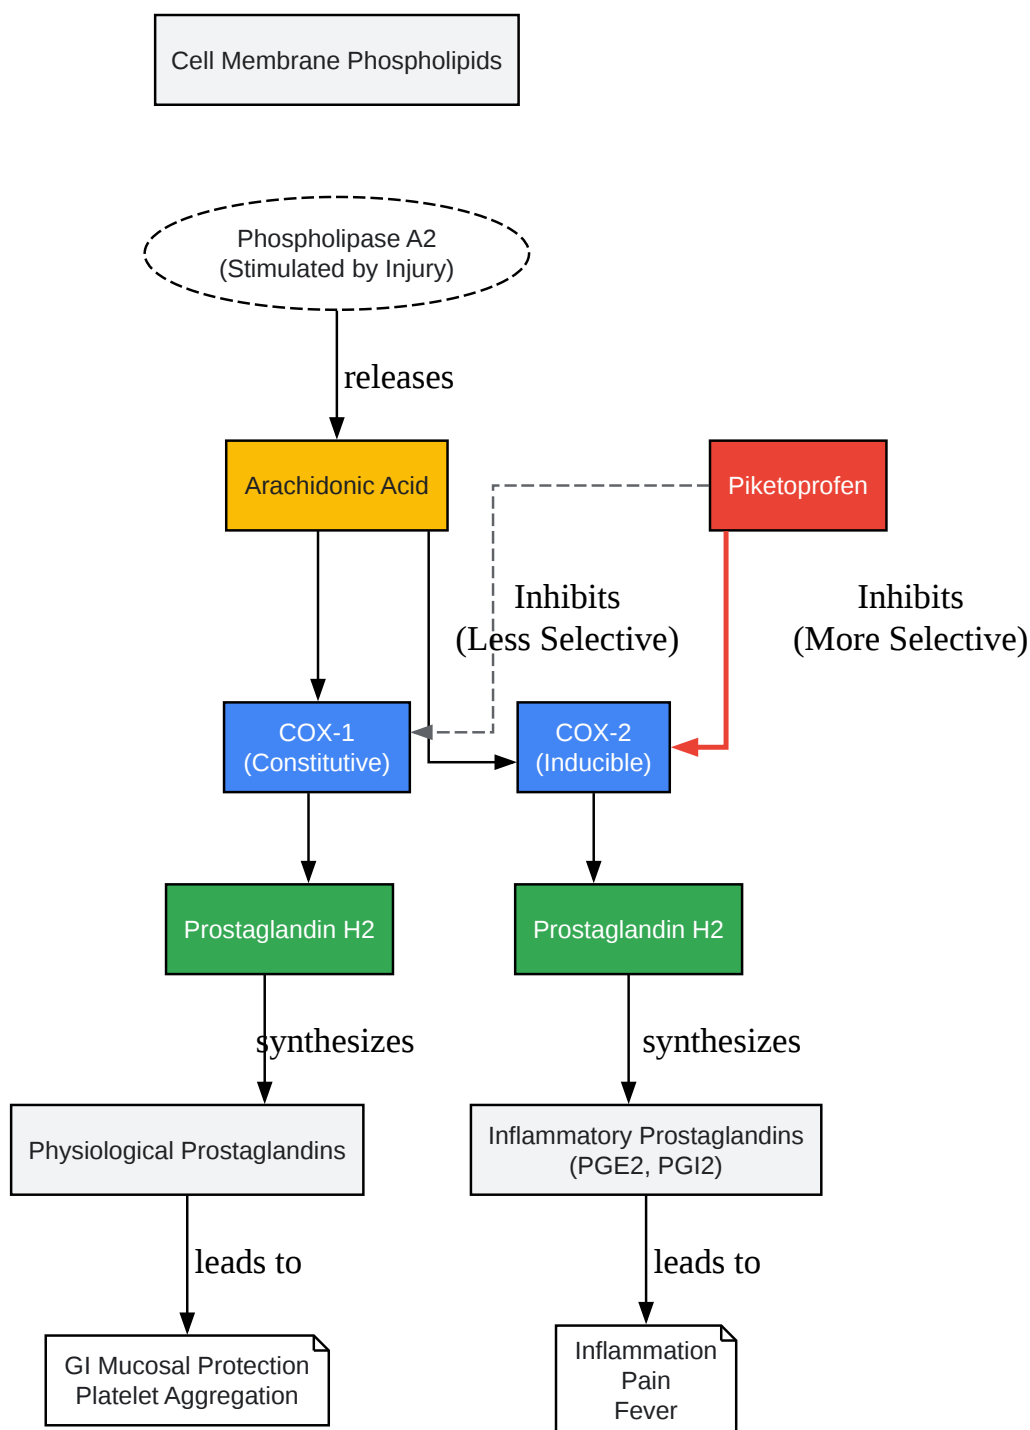 Cell Membrane Phospholipids
Phospholipase A2
(Stimulated by Injury)
releases
Arachidonic Acid
Piketoprofen
Inhibits
(Less Selective)
Inhibits
(More Selective)
COX-1
(Constitutive)
COX-2
(Inducible)
Prostaglandin H2
Prostaglandin H2
synthesizes
synthesizes
Physiological Prostaglandins
Inflammatory Prostaglandins
(PGE2, PGI2)
leads to
leads to
GI Mucosal Protection
Platelet Aggregation
Inflammation
Pain
Fever